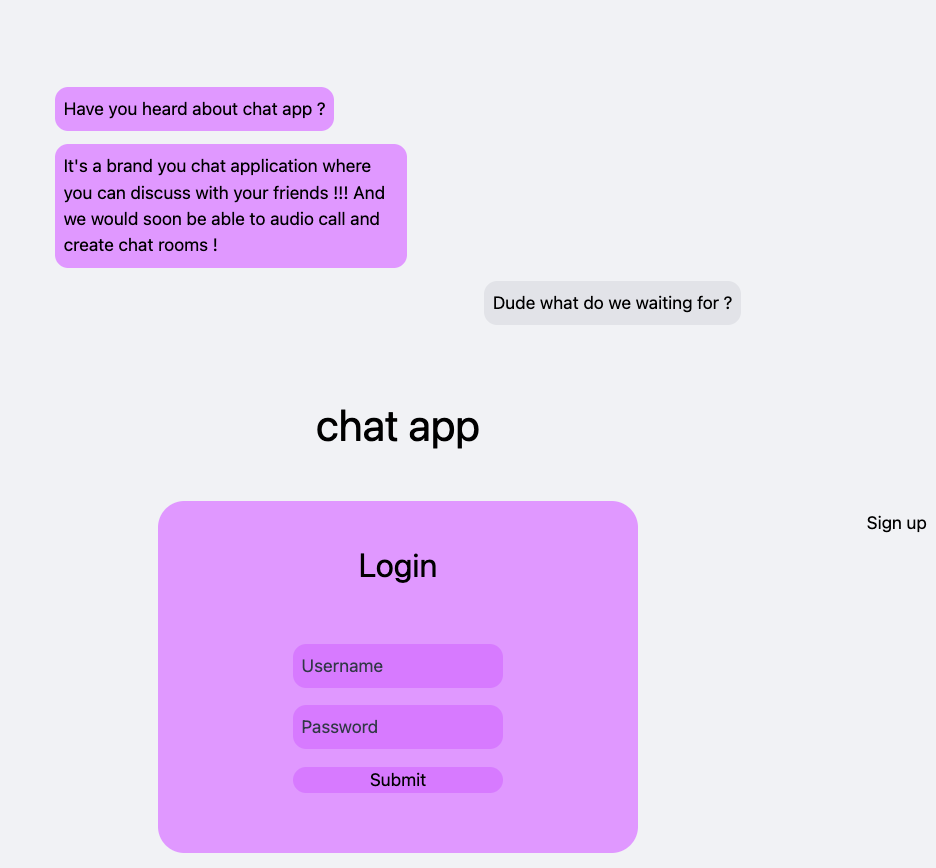 Have you heard about chat app ?
It's a brand you chat application where
you can discuss with your friends !!! And
we would soon be able to audio call and
create chat rooms !
Dude what do we waiting for ?
chat app
Sign up
Login
Username
Password
Submit